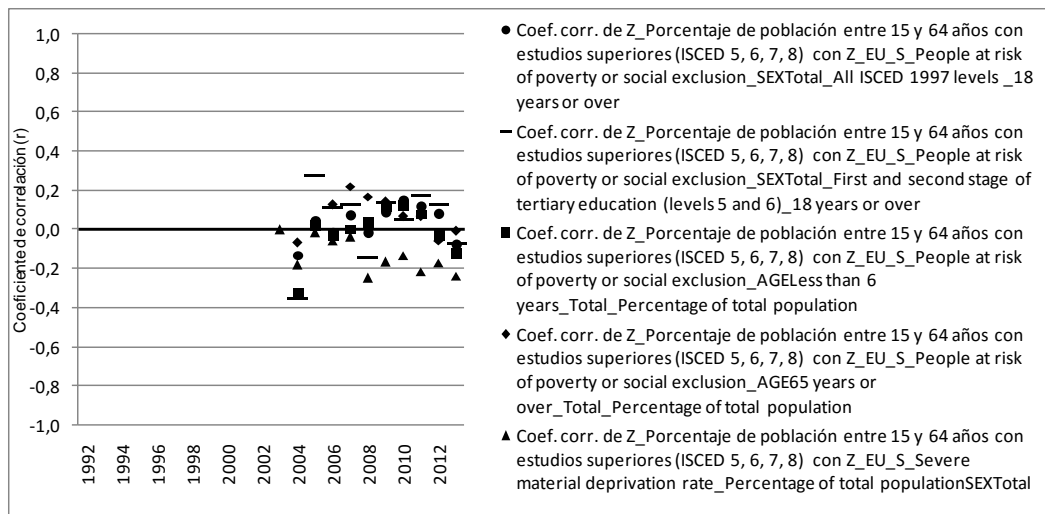 1,0
0,8
0,6
0,4
0,2
0,0
-0,2
-0,4
-0,6
-0,8
-1,0
Coeficiente de correlación (r)
1992
1994
1996
1998
2000
2002
2004
2006
2008
2010
2012
Coef. corr. de Z_Porcentaje de población entre 15 y 64 años con
estudios superiores (ISCED 5, 6, 7, 8) con Z_EU_S_People at risk
of poverty or social exclusion_SEXTotal_All ISCED 1997 levels _18
years or over
Coef. corr. de Z_Porcentaje de población entre 15 y 64 años con
estudios superiores (ISCED 5, 6, 7, 8) con Z_EU_S_People at risk
of poverty or social exclusion_SEXTotal_First and second stage of
tertiary education (levels 5 and 6)_18 years or over
Coef. corr. de Z_Porcentaje de población entre 15 y 64 años con
estudios superiores (ISCED 5, 6, 7, 8) con Z_EU_S_People at risk
of poverty or social exclusion_AGELess than 6
years_Total_Percentage of total population
Coef. corr. de Z_Porcentaje de población entre 15 y 64 años con
estudios superiores (ISCED 5, 6, 7, 8) con Z_EU_S_People at risk
of poverty or social exclusion_AGE65 years or
over_Total_Percentage of total population
Coef. corr. de Z_Porcentaje de población entre 15 y 64 años con
estudios superiores (ISCED 5, 6, 7, 8) con Z_EU_S_Severe
material deprivation rate_Percentage of total populationSEXTotal